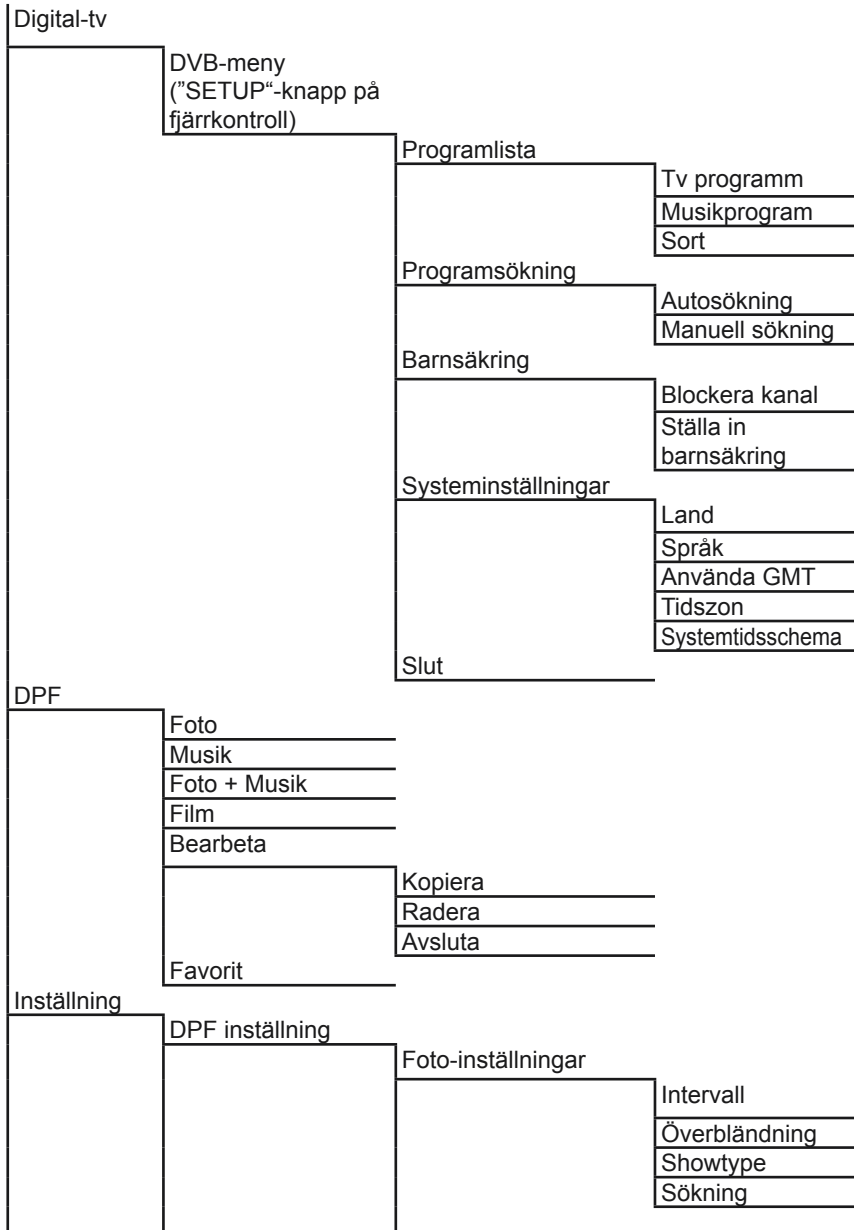 Digital-tv
DVB-meny
(”SETUP“-knapp på
fjärrkontroll)
Programlista
Tv programm
Musikprogram
Sort
Programsökning
Autosökning
Manuell sökning
Barnsäkring
Blockera kanal
Ställa in
barnsäkring
Systeminställningar
Land
Språk
Använda GMT
Tidszon
Systemtidsschema
Slut
DPF
Foto
Musik
Foto + Musik
Film
Bearbeta
Kopiera
Radera
Avsluta
Favorit
Inställning
DPF inställning
Foto-inställningar
Intervall
Överbländning
Showtype
Sökning